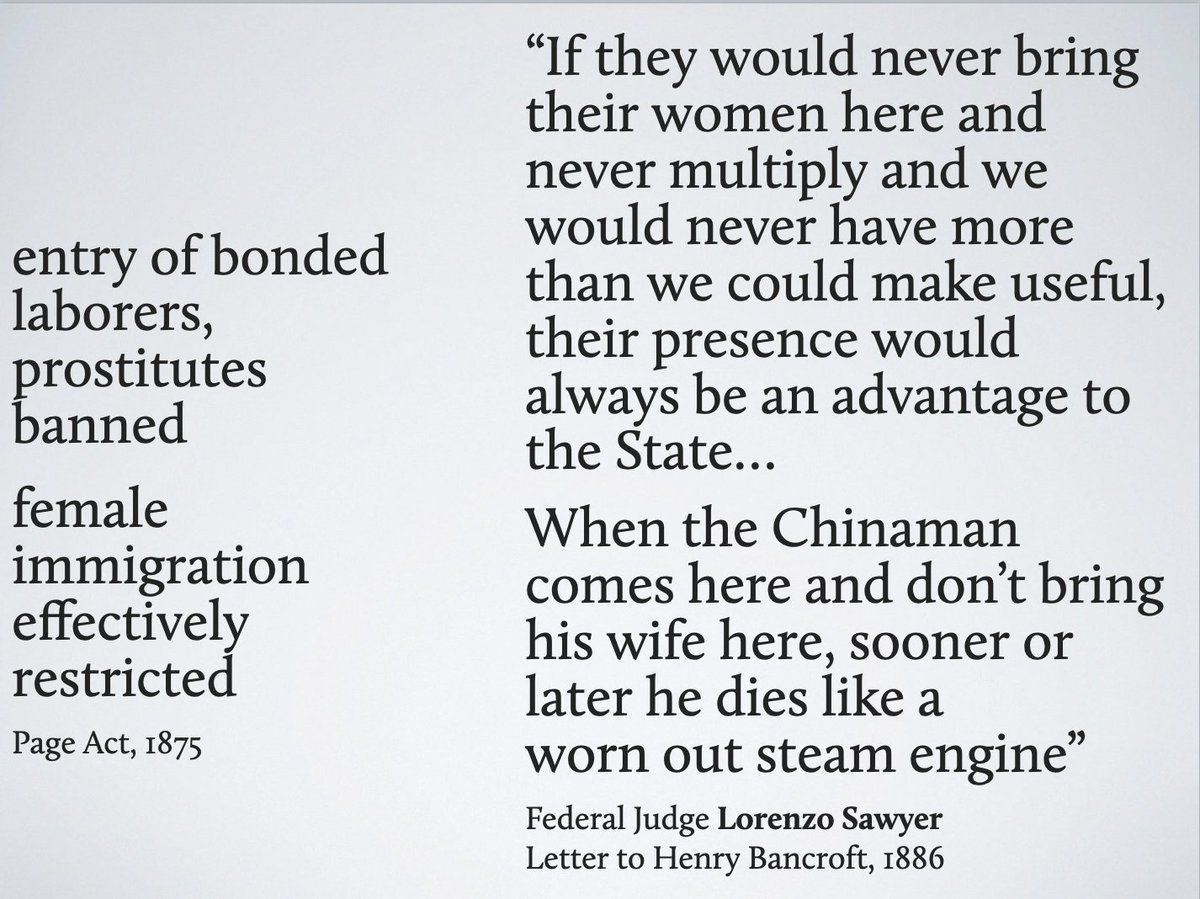 entry of bonded
laborers,
prostitutes
banned
female
immigration
effectively
restricted
Page Act, 1875
“If they would never bring
their women here and
never multiply and we
would never have more
than we could make useful,
their presence would
always be an advantage to
the State...
When the Chinaman
comes here and don’t bring
his wife here, sooner or
later he dies like a
worn out steam engine”
Federal Judge Lorenzo Sawyer
Letter to Henry Bancroft, 1886